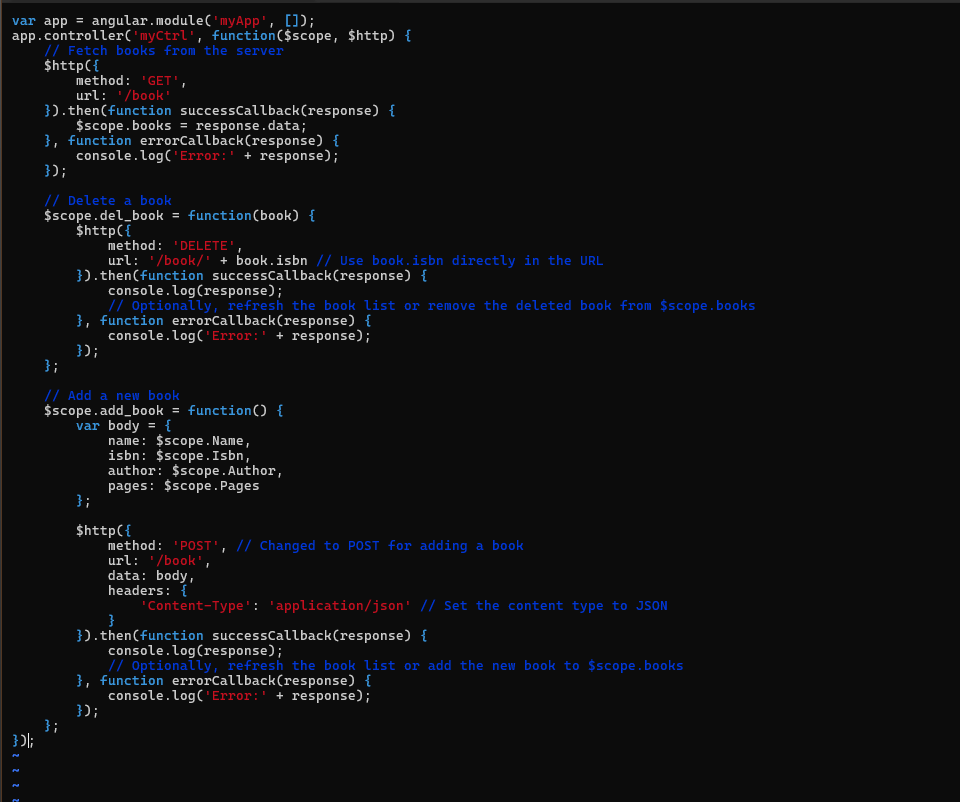 var app = angular.module('myApp', []);
app.controller('myCtrl', function($scope, $http) {
    // Fetch books from the server
    $http({
        method: 'GET',
        url: '/book'
    }).then(function successCallback(response) {
        $scope.books = response.data;
    }, function errorCallback(response) {
        console.log('Error:' + response);
    });

    // Delete a book
    $scope.del_book = function(book) {
        $http({
            method: 'DELETE',
            url: '/book/' + book.isbn // Use book.isbn directly in the URL
        }).then(function successCallback(response) {
            console.log(response);
            // Optionally, refresh the book list or remove the deleted book from $scope.books
        }, function errorCallback(response) {
            console.log('Error:' + response);
        });
    };

    // Add a new book
    $scope.add_book = function() {
        var body = {
            name: $scope.Name,
            isbn: $scope.Isbn,
            author: $scope.Author,
            pages: $scope.Pages
        };

        $http({
            method: 'POST', // Changed to POST for adding a book
            url: '/book',
            data: body,
            headers: {
                'Content-Type': 'application/json' // Set the content type to JSON
            }
        }).then(function successCallback(response) {
            console.log(response);
            // Optionally, refresh the book list or add the new book to $scope.books
        }, function errorCallback(response) {
            console.log('Error:' + response);
        });
    };
});
~
~
~
~